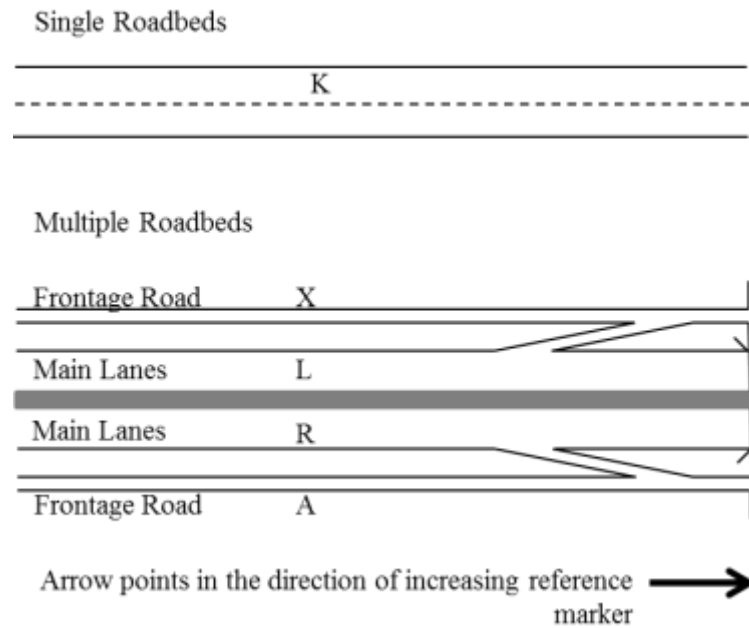 Single Roadbeds
K
Multiple Roadbeds
Frontage Road X
Main Lanes L
Main Lanes R
Frontage Road A
Arrow points in the direction of increasing reference
marker